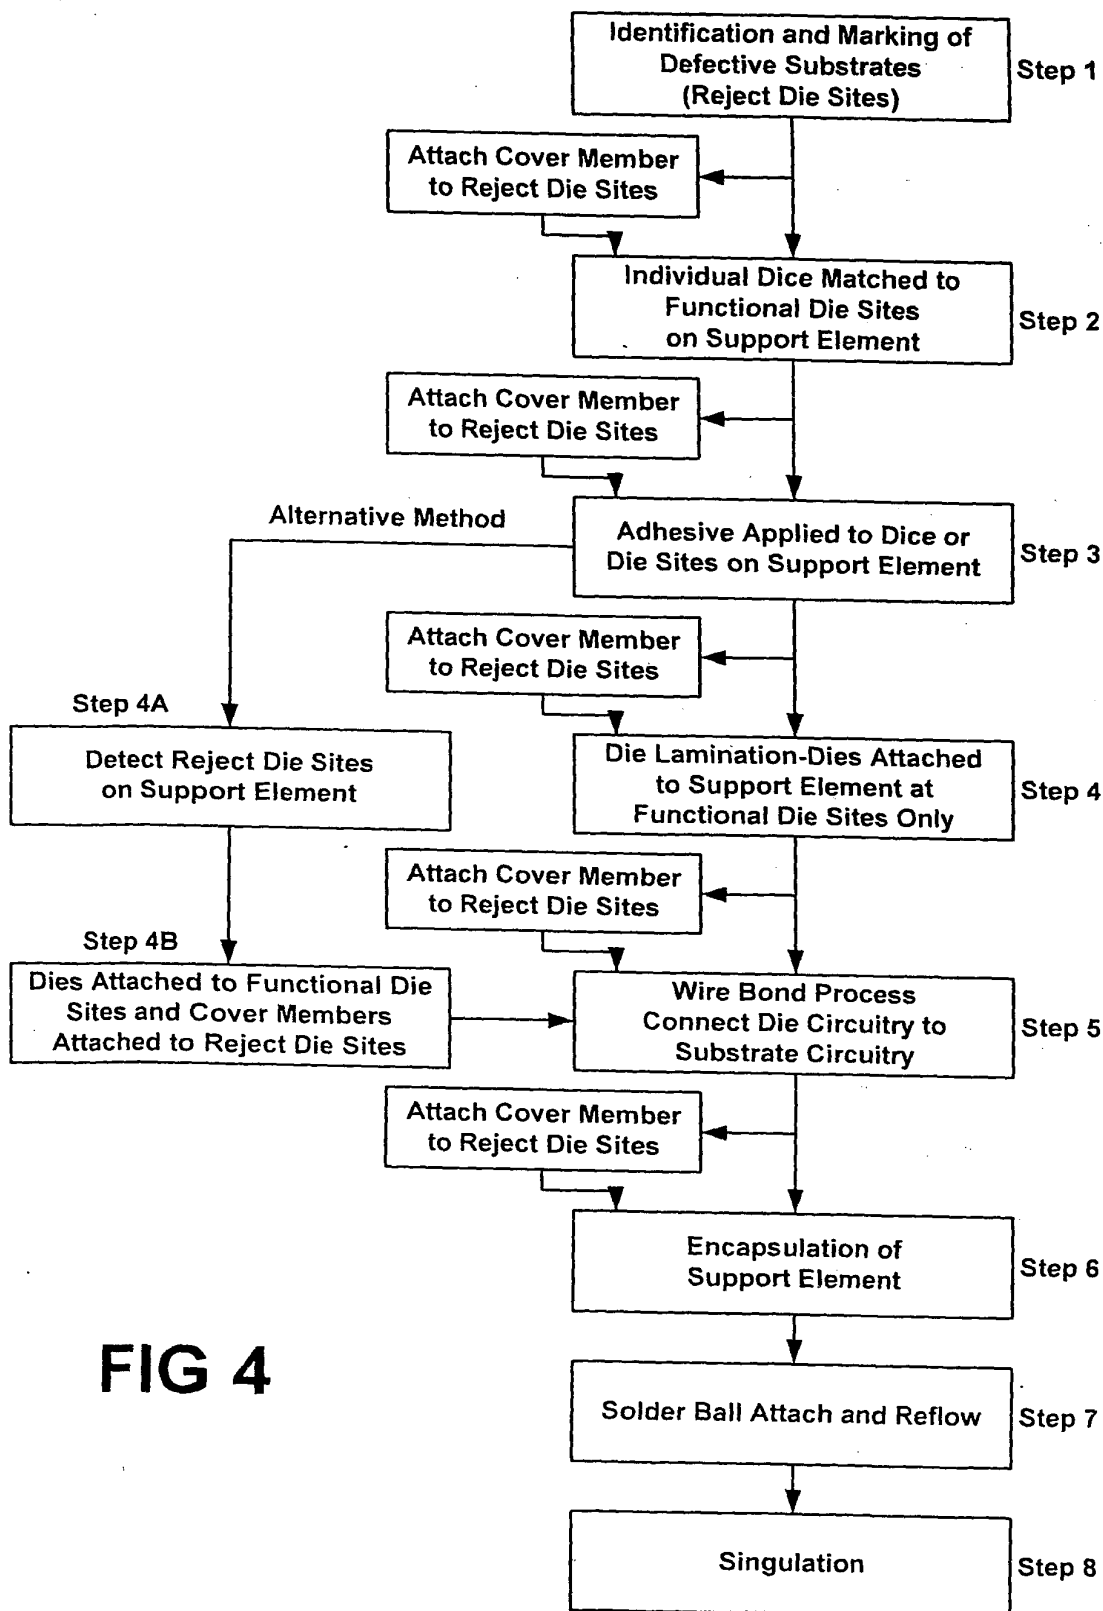 Identification and Marking of
Defective Substrates
(Reject Die Sites)
Step 1
Attach Cover Member
to Reject Die Sites
Individual Dice Matched to
Functional Die Sites
on Support Element
Step 2
Attach Cover Member
to Reject Die Sites
Alternative Method
Adhesive Applied to Dice or
Die Sites on Support Element
Step 3
Attach Cover Member
to Reject Die Sites
Step 4A
Detect Reject Die Sites
on Support Element
Die Lamination-Dies Attached
to Support Element at
Functional Die Sites Only
Step 4
Attach Cover Member
to Reject Die Sites
Step 4B
Dies Attached to Functional Die
Sites and Cover Members
Attached to Reject Die Sites
Wire Bond Process
Connect Die Circuitry to
Substrate Circuitry
Step 5
Attach Cover Member
to Reject Die Sites
Encapsulation of
Support Element
Step 6
FIG 4
Solder Ball Attach and Reflow
Step 7
Singulation
Step 8